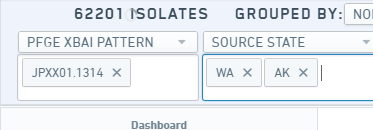 62201 ISOLATES GROUPED BY:
PFGE XBAI PATTERN SOURCE STATE
JPXX01.1314 × WA × AK ×
Dashboard